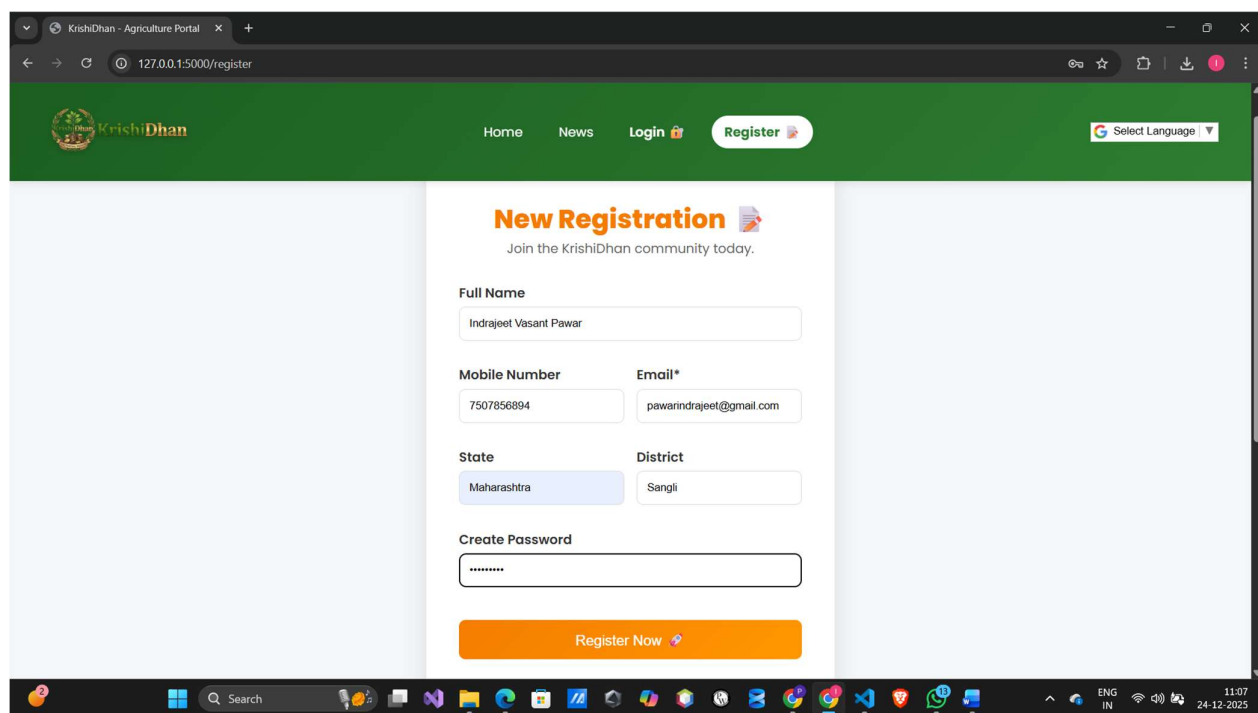 KrishiDhan - Agriculture Portal
127.0.0.1:5000/register
KrishiDhan
Home News Login Register
Select Language ▼
New Registration
Join the KrishiDhan community today.
Full Name
Indrajeet Vasant Pawar
Mobile Number Email*
7507856894 pawarindrajeet@gmail.com
State District
Maharashtra Sangli
Create Password
•••••••••
Register Now
2 Search 13 ENG 11:07
IN 24-12-2025